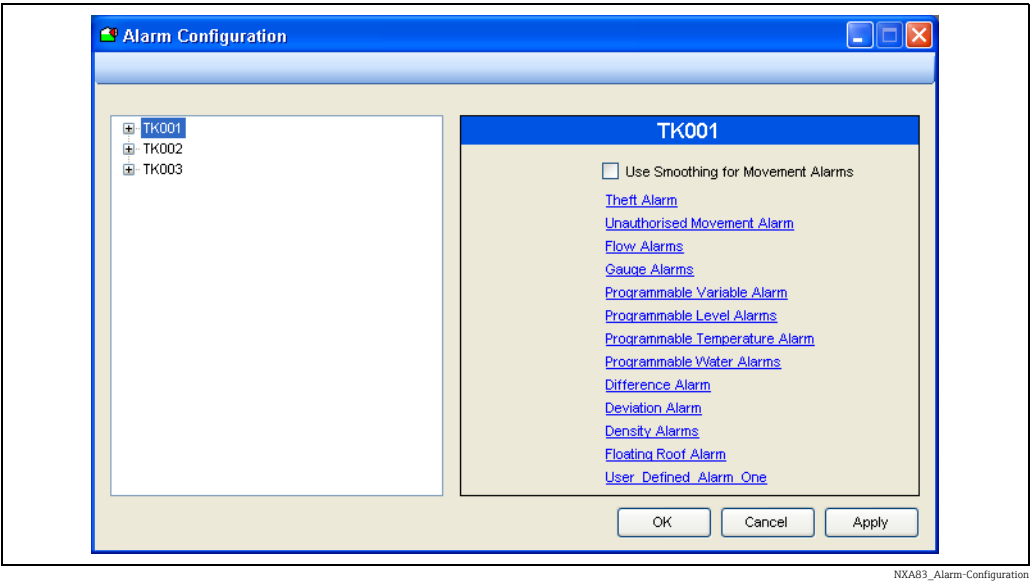 Alarm Configuration
TK001
TK002
TK003
TK001
Use Smoothing for Movement Alarms
Theft Alarm
Unauthorised Movement Alarm
Flow Alarms
Gauge Alarms
Programmable Variable Alarm
Programmable Level Alarms
Programmable Temperature Alarm
Programmable Water Alarms
Difference Alarm
Deviation Alarm
Density Alarms
Floating Roof Alarm
User_Defined_Alarm_One
OK Cancel Apply
NXA83_Alarm-Configuration